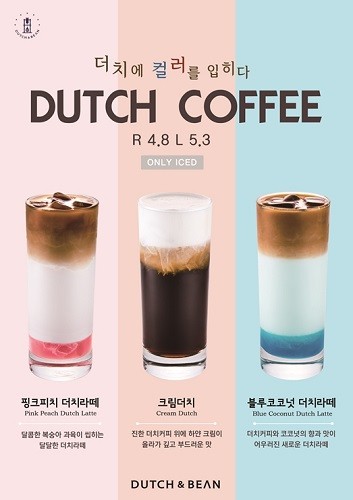 DUTCH & BEAN
더치에 컬러를 입히다
DUTCH COFFEE
R 4.8 L 5.3
ONLY ICED
핑크피치 더치라떼
Pink Peach Dutch Latte
달콤한 복숭아 과육이 씹히는
달달한 더치라떼
크림더치
Cream Dutch
진한 더치커피 위에 하얀 크림이
올라가 깊고 부드러운 맛
블루코코넛 더치라떼
Blue Coconut Dutch Latte
더치커피와 코코넛의 향과 맛이
어우러진 새로운 더치라떼
DUTCH & BEAN